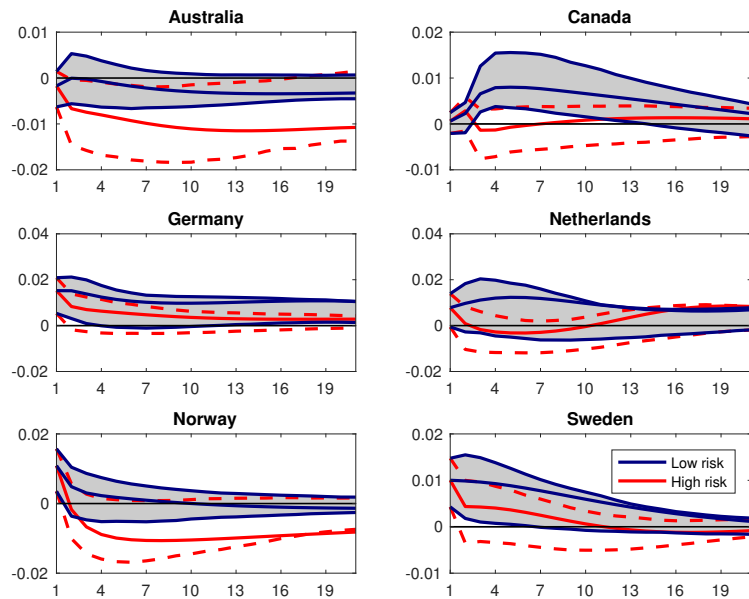 Australia
0.01
0
-0.01
-0.02
1 4 7 10 13 16 19
Canada
0.02
0.01
0
-0.01
1 4 7 10 13 16 19
Germany
0.04
0.02
0
-0.02
1 4 7 10 13 16 19
Netherlands
0.04
0.02
0
-0.02
1 4 7 10 13 16 19
Norway
0.02
0
-0.02
1 4 7 10 13 16 19
Sweden
0.02
0.01
0
-0.01
1 4 7 10 13 16 19
Low risk
High risk